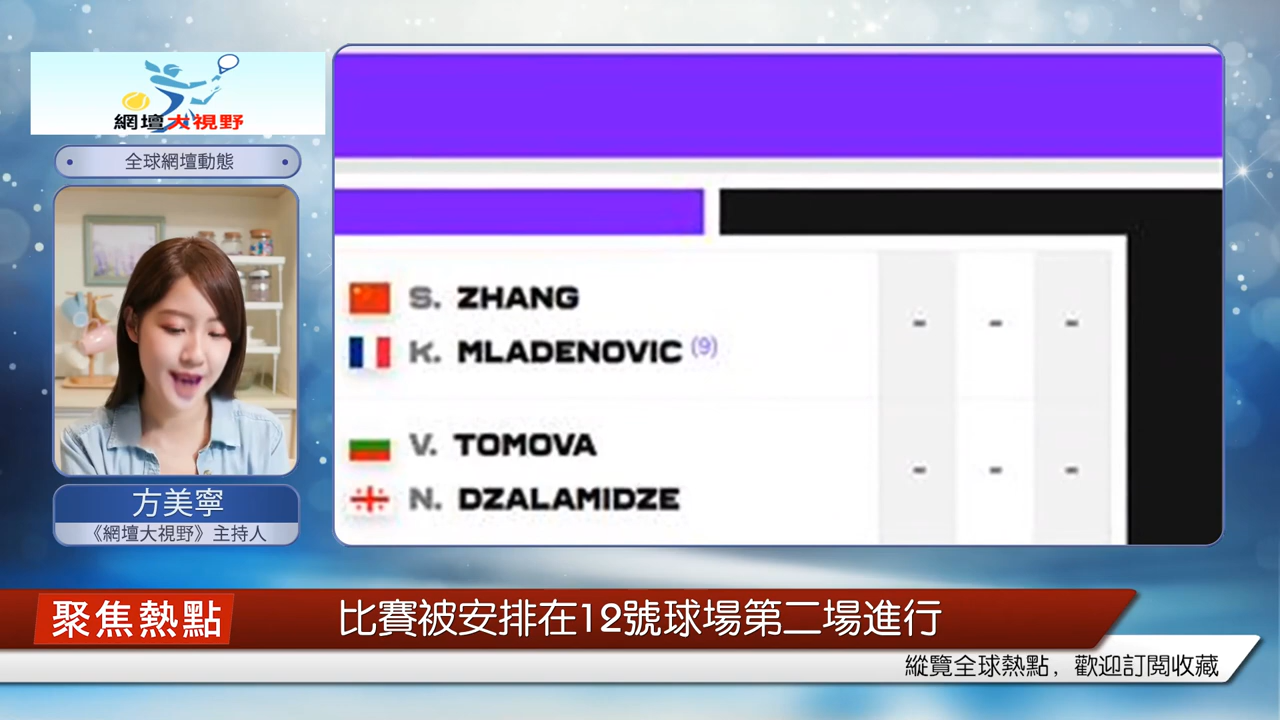 網壇大視野
全球網壇動態
方美寧
《網壇大視野》主持人
S. ZHANG
K. MLADENOVIC (9)
- - -
V. TOMOVA
N. DZALAMIDZE
- - -
聚焦熱點
比賽被安排在12號球場第二場進行
縱覽全球熱點，歡迎訂閱收藏